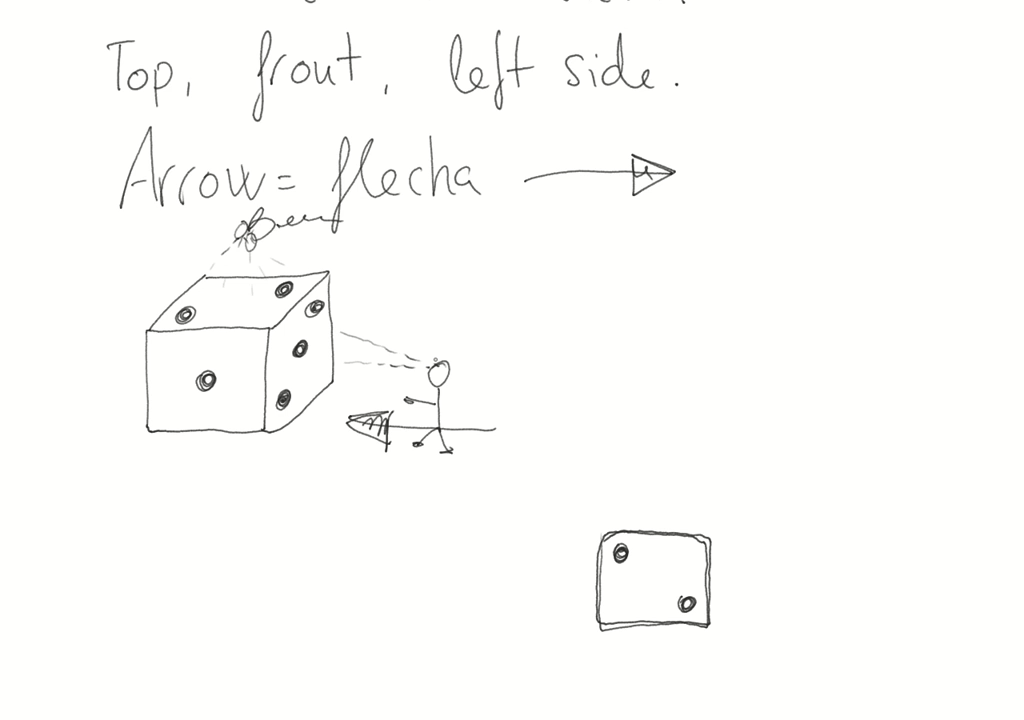 Top, front, left side.
Arrow = flecha